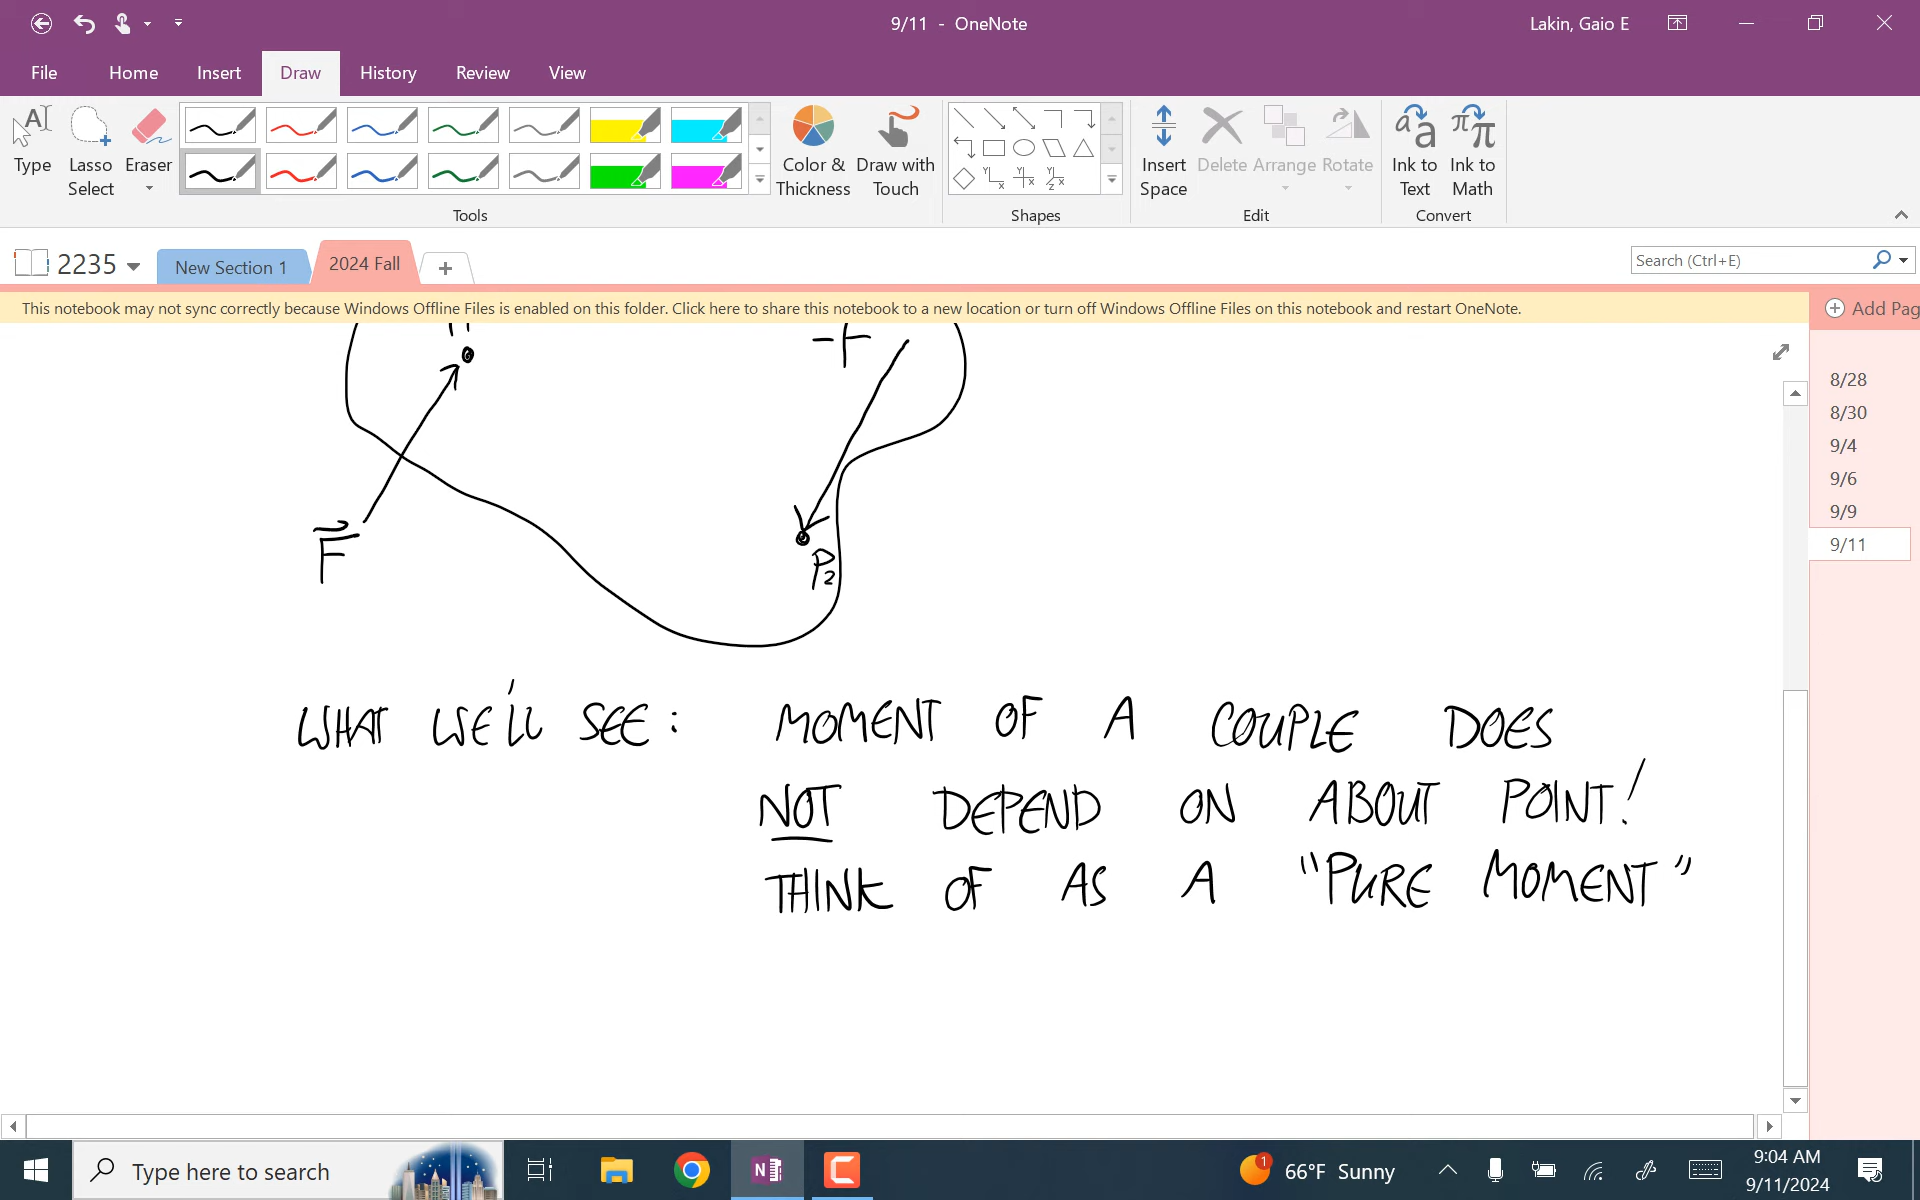 9/11 - OneNote
Lakin, Gaio E
File Home Insert Draw History Review View
Type
Lasso Select
Eraser
Color & Thickness
Draw with Touch
Insert Space
Delete Arrange Rotate
Ink to Text
Ink to Math
Tools Shapes Edit Convert
2235 New Section 1 2024 Fall +
Search (Ctrl+E)
This notebook may not sync correctly because Windows Offline Files is enabled on this folder. Click here to share this notebook to a new location or turn off Windows Offline Files on this notebook and restart OneNote.
Add Pag
8/28
8/30
9/4
9/6
9/9
9/11
-F
F
P2
WHAT WE'LL SEE: MOMENT OF A COUPLE DOES
NOT DEPEND ON ABOUT POINT!
THINK OF AS A "PURE MOMENT"
Type here to search
1
66°F Sunny
9:04 AM
9/11/2024